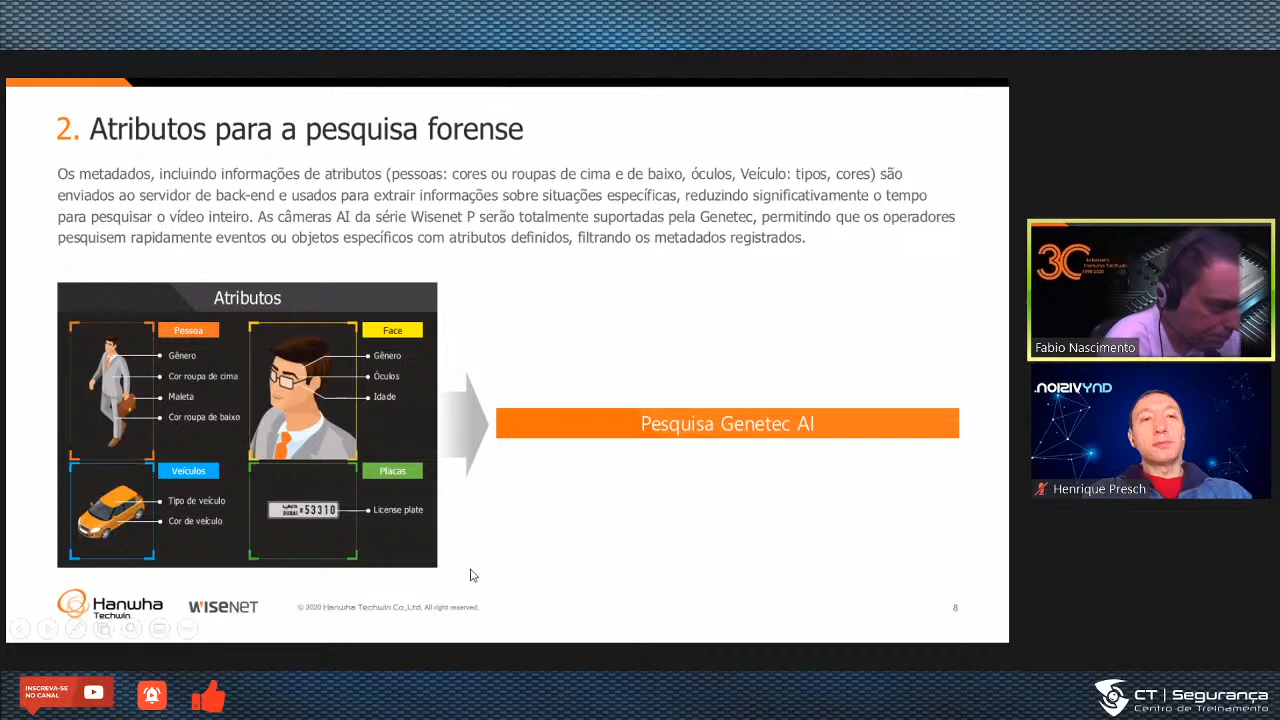 2. Atributos para a pesquisa forense
Os metadados, incluindo informações de atributos (pessoas: cores ou roupas de cima e de baixo, óculos, Veículo: tipos, cores) são
enviados ao servidor de back-end e usados para extrair informações sobre situações específicas, reduzindo significativamente o tempo
para pesquisar o vídeo inteiro. As câmeras AI da série Wisenet P serão totalmente suportadas pela Genetec, permitindo que os operadores
pesquisem rapidamente eventos ou objetos específicos com atributos definidos, filtrando os metadados registrados.
Atributos
Pessoa
Gênero
Cor roupa de cima
Maleta
Cor roupa de baixo
Face
Gênero
Óculos
Idade
Veículos
Tipo de veículo
Cor de veículo
Placas
DUBAI 53310
License plate
Pesquisa Genetec AI
Hanwha
Techwin
WISENET
© 2020 Hanwha Techwin Co.,Ltd. All right reserved.
8
30
Fabio Nascimento
DNYVISION.
Henrique Presch
INSCREVA-SE
NO CANAL
CT | Segurança
Centro de Treinamento